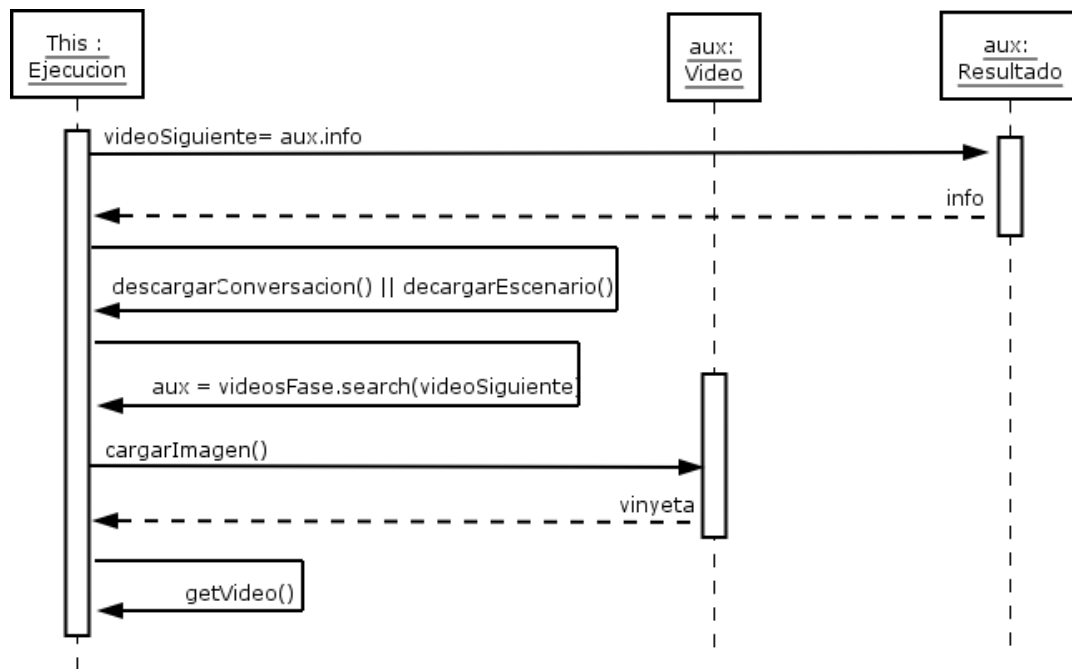 This :
Ejecucion
aux:
Video
aux:
Resultado
videoSiguiente= aux.info
info
descargarConversacion() || decargarEscenario()
aux = videosFase.search(videoSiguiente)
cargarImagen()
vinyeta
getVideo()